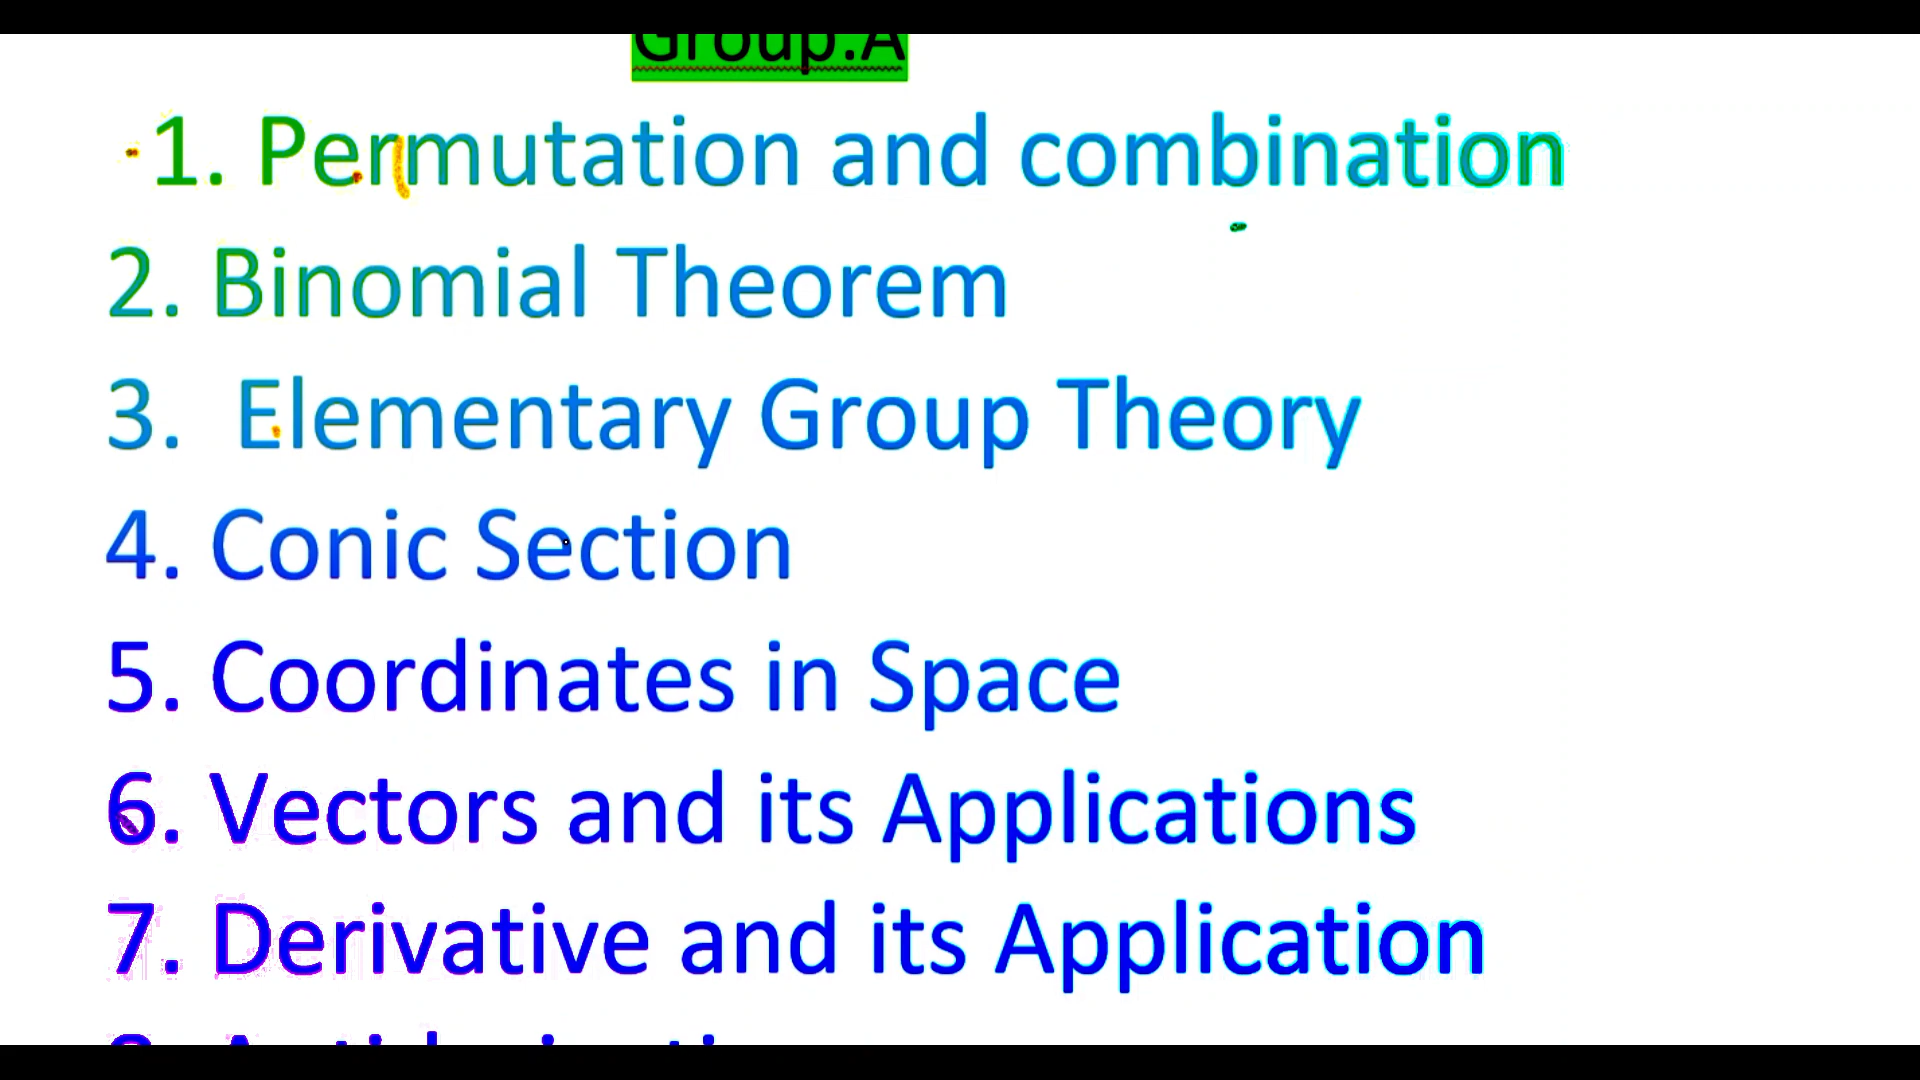 Group.A
1. Permutation and combination
2. Binomial Theorem
3. Elementary Group Theory
4. Conic Section
5. Coordinates in Space
6. Vectors and its Applications
7. Derivative and its Application